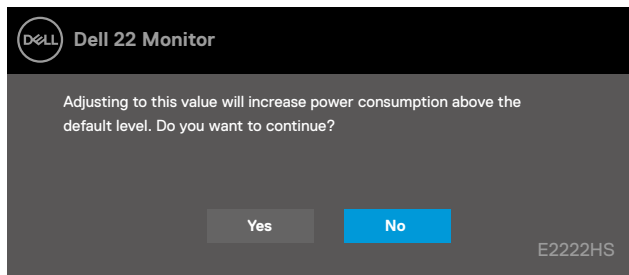 DELL
Dell 22 Monitor
Adjusting to this value will increase power consumption above the
default level. Do you want to continue?
Yes No
E2222HS